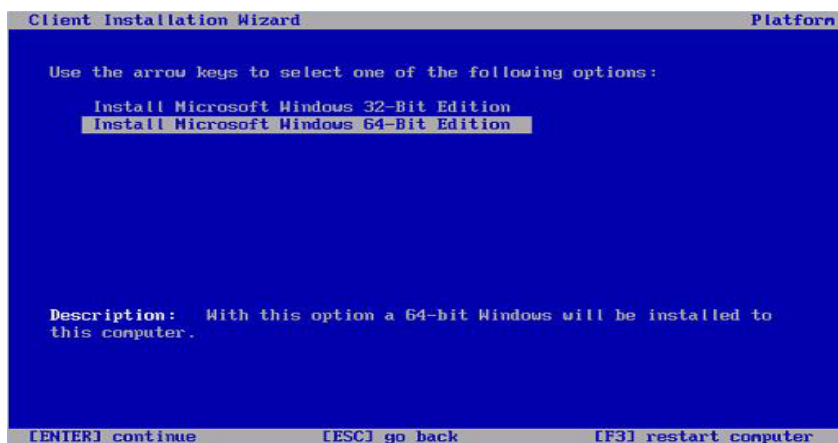 Client Installation Wizard Platform
Use the arrow keys to select one of the following options:
Install Microsoft Windows 32-Bit Edition
Install Microsoft Windows 64-Bit Edition
Description: With this option a 64-bit Windows will be installed to
this computer.
[ENTER] continue [ESC] go back [F3] restart computer